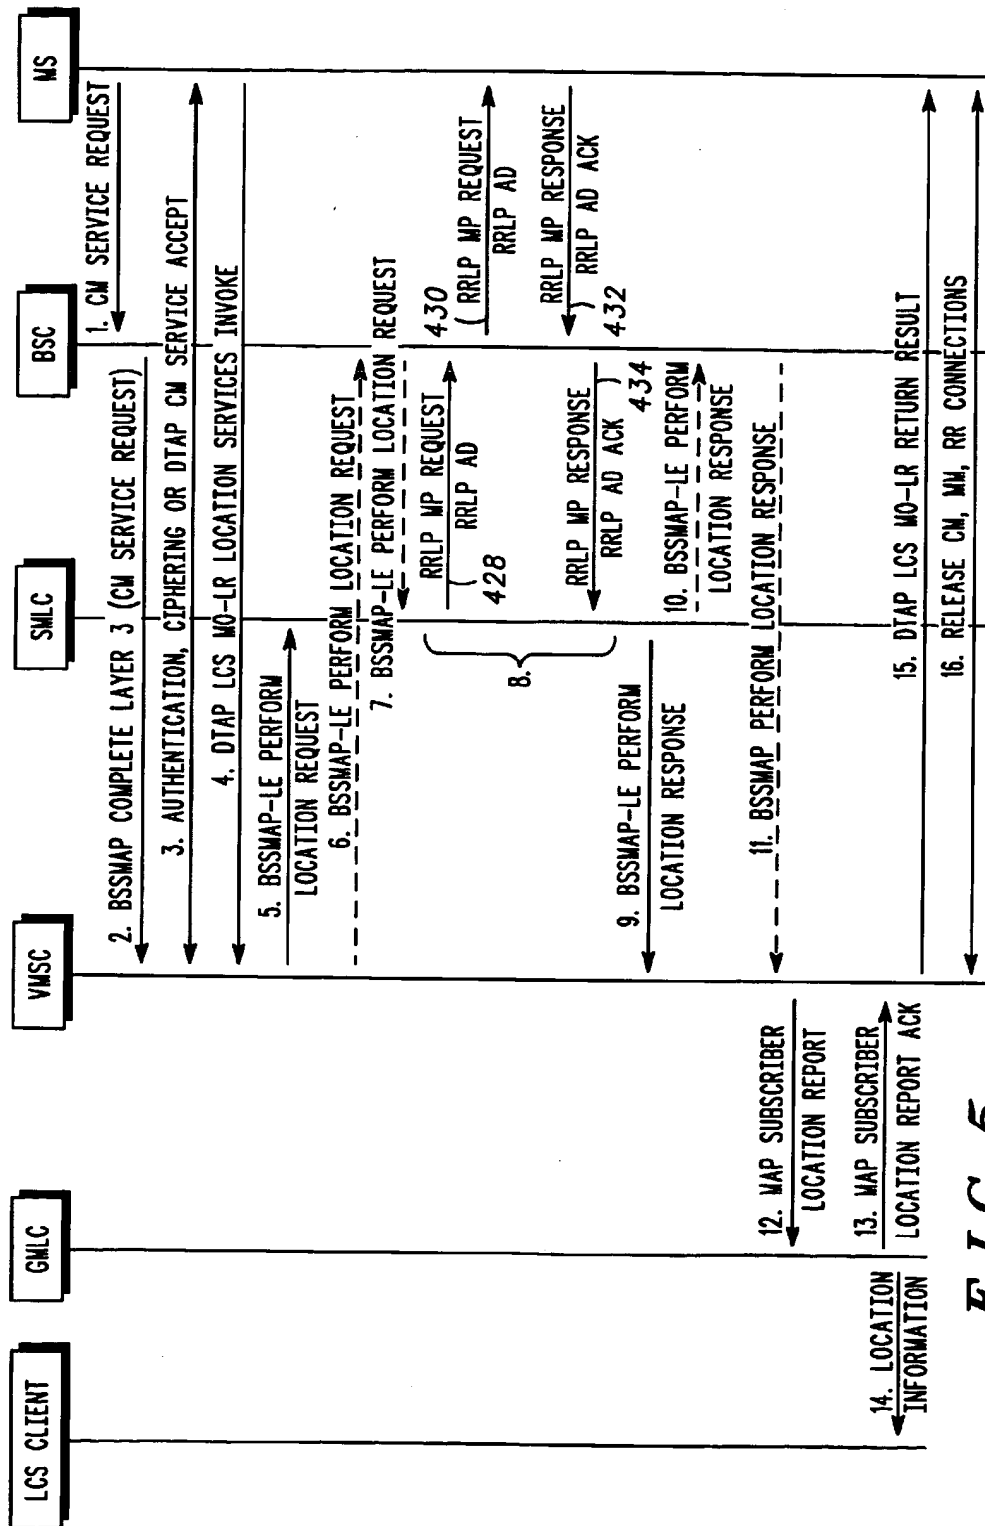 LCS CLIENT
GMLC
VMSC
SMLC
BSC
MS
1. CM SERVICE REQUEST
2. BSSMAP COMPLETE LAYER 3 (CM SERVICE REQUEST)
3. AUTHENTICATION, CIPHERING OR DTAP CM SERVICE ACCEPT
4. DTAP LCS MO-LR LOCATION SERVICES INVOKE
5. BSSMAP-LE PERFORM
LOCATION REQUEST
6. BSSMAP-LE PERFORM LOCATION REQUEST
7. BSSMAP-LE PERFORM LOCATION REQUEST
8.
RRLP MP REQUEST
RRLP AD
428
430
RRLP MP REQUEST
RRLP AD
RRLP MP RESPONSE
RRLP AD ACK
432
RRLP MP RESPONSE
RRLP AD ACK
434
9. BSSMAP-LE PERFORM
LOCATION RESPONSE
10. BSSMAP-LE PERFORM
LOCATION RESPONSE
11. BSSMAP PERFORM LOCATION RESPONSE
12. MAP SUBSCRIBER
LOCATION REPORT
13. MAP SUBSCRIBER
LOCATION REPORT ACK
14. LOCATION
INFORMATION
15. DTAP LCS MO-LR RETURN RESULT
16. RELEASE CM, MM, RR CONNECTIONS